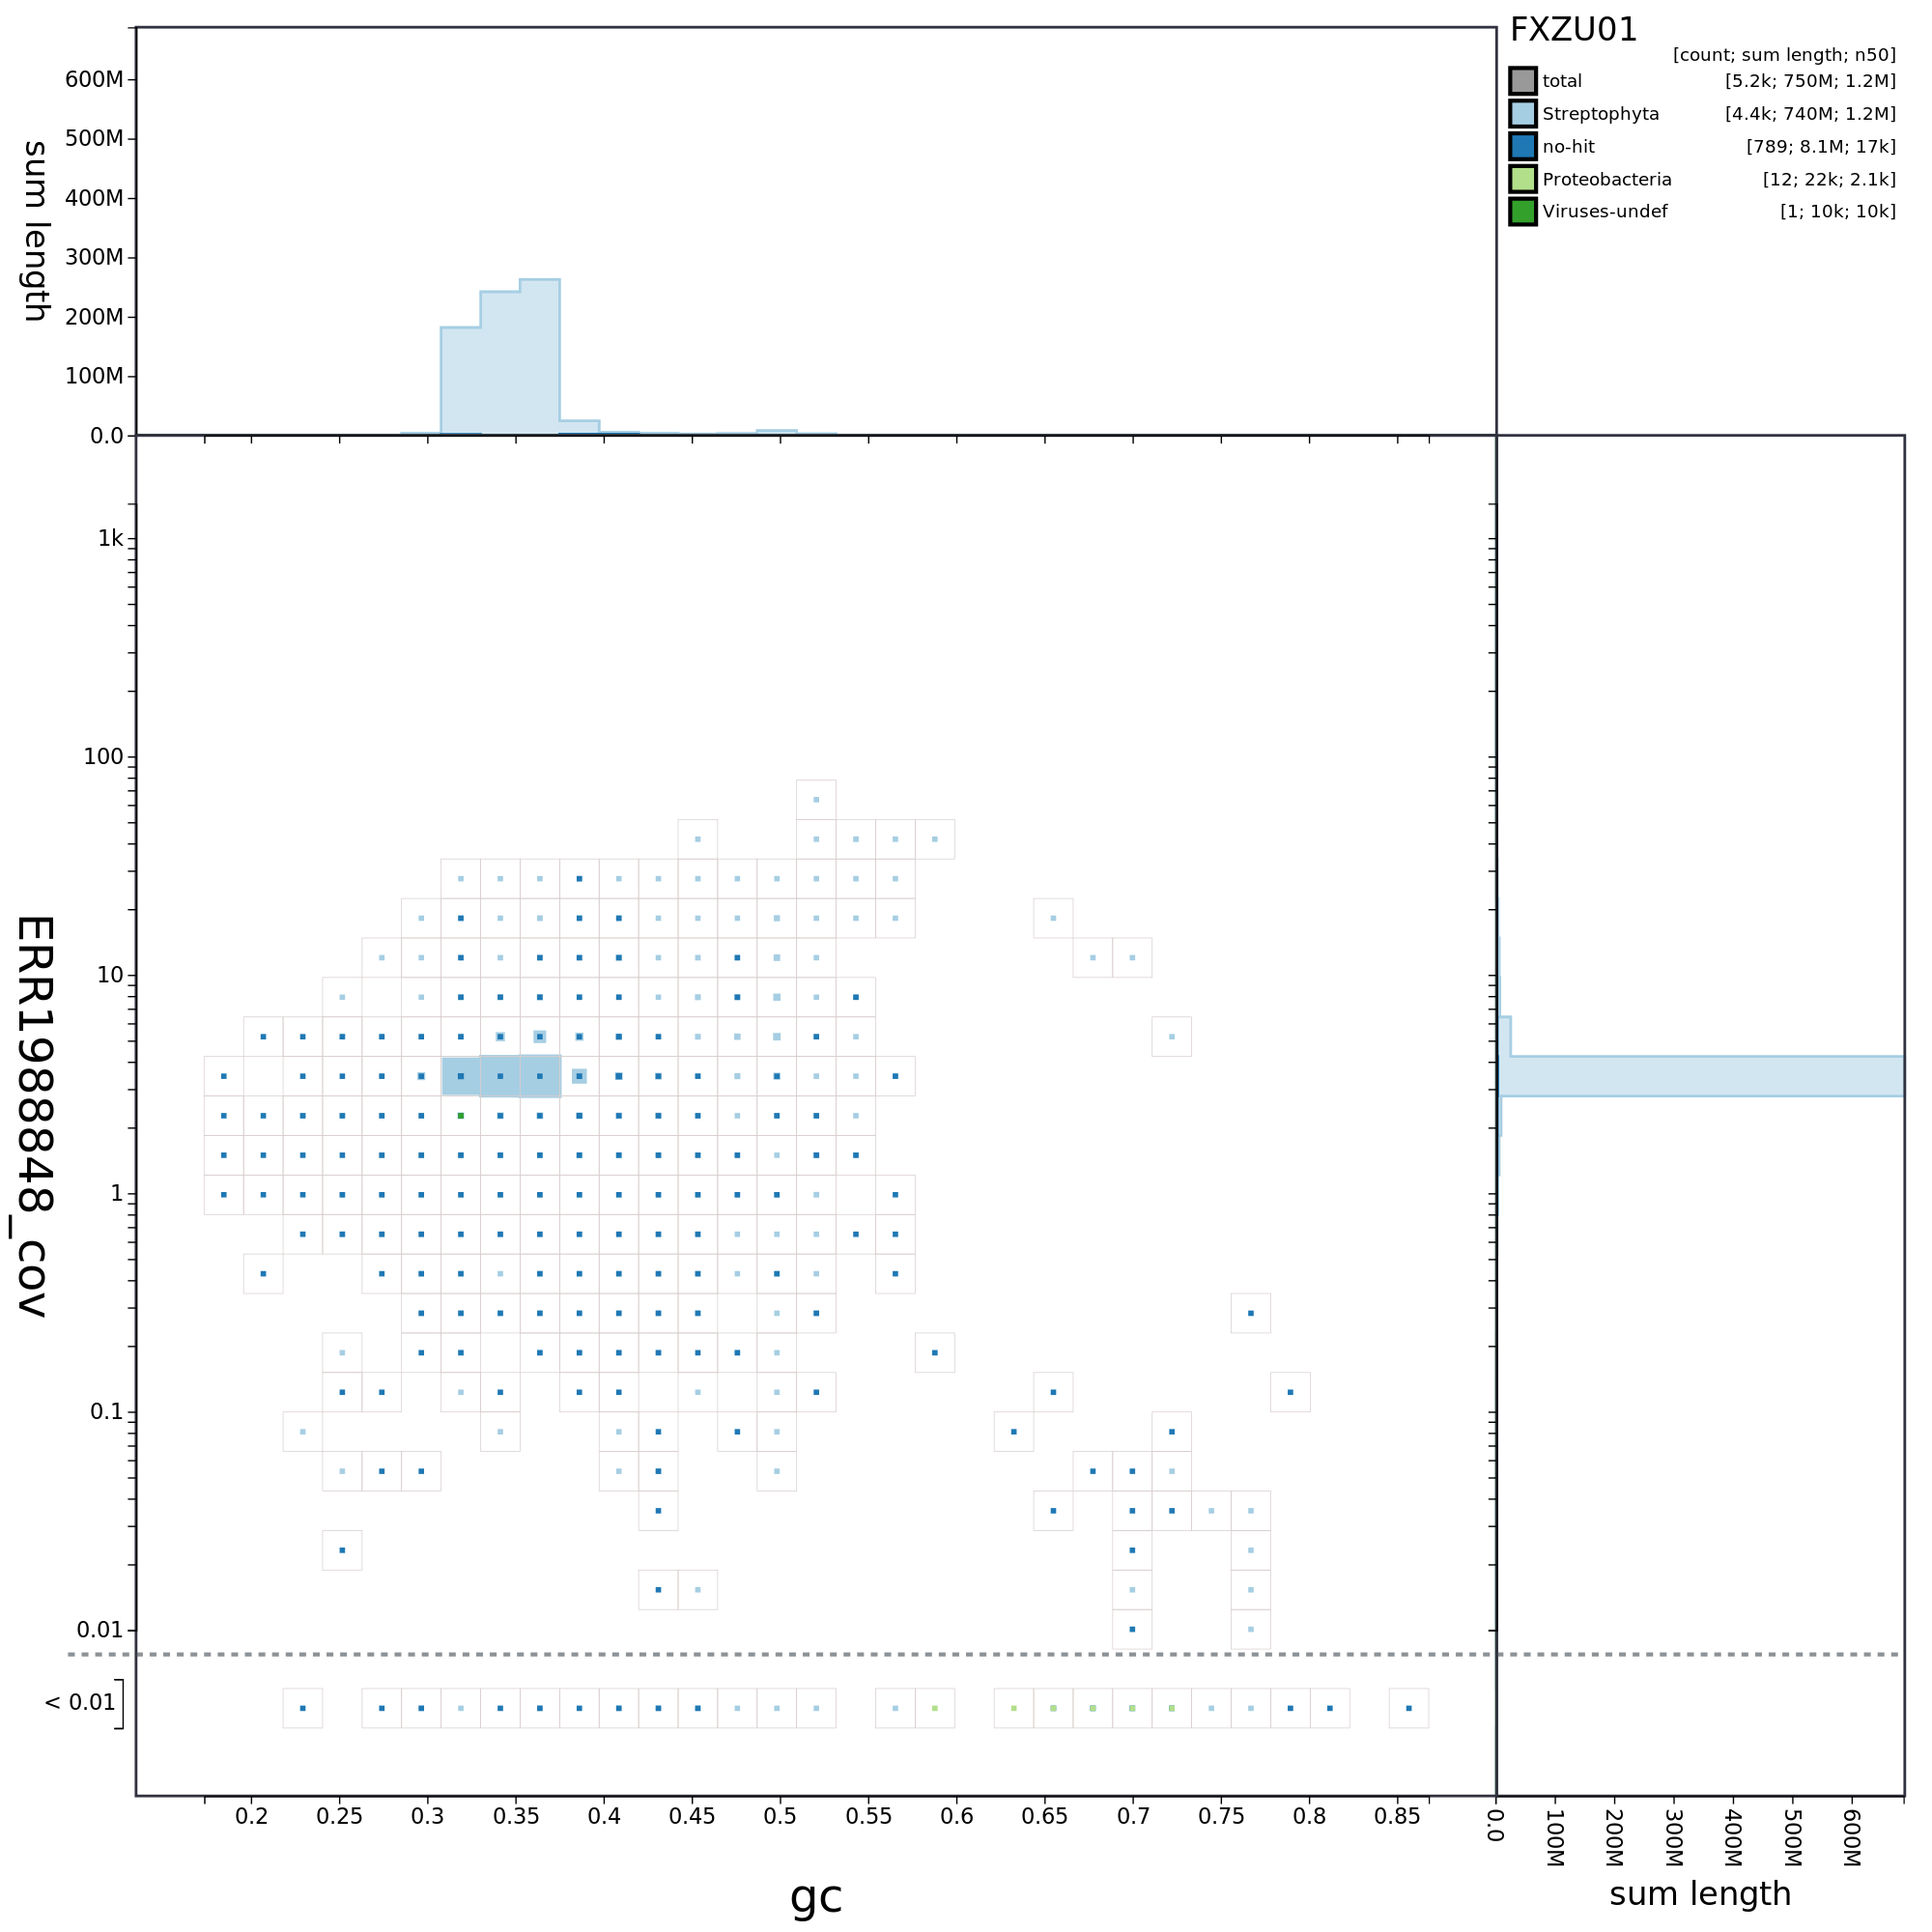 FXZU01
[count; sum length; n50]
total [5.2k; 750M; 1.2M]
Streptophyta [4.4k; 740M; 1.2M]
no-hit [789; 8.1M; 17k]
Proteobacteria [12; 22k; 2.1k]
Viruses-undef [1; 10k; 10k]
sum length
600M
500M
400M
300M
200M
100M
0.0
ERR1988848_cov
1k
100
10
1
0.1
0.01
< 0.01
0.2 0.25 0.3 0.35 0.4 0.45 0.5 0.55 0.6 0.65 0.7 0.75 0.8 0.85
gc
0.0 100M 200M 300M 400M 500M 600M
sum length